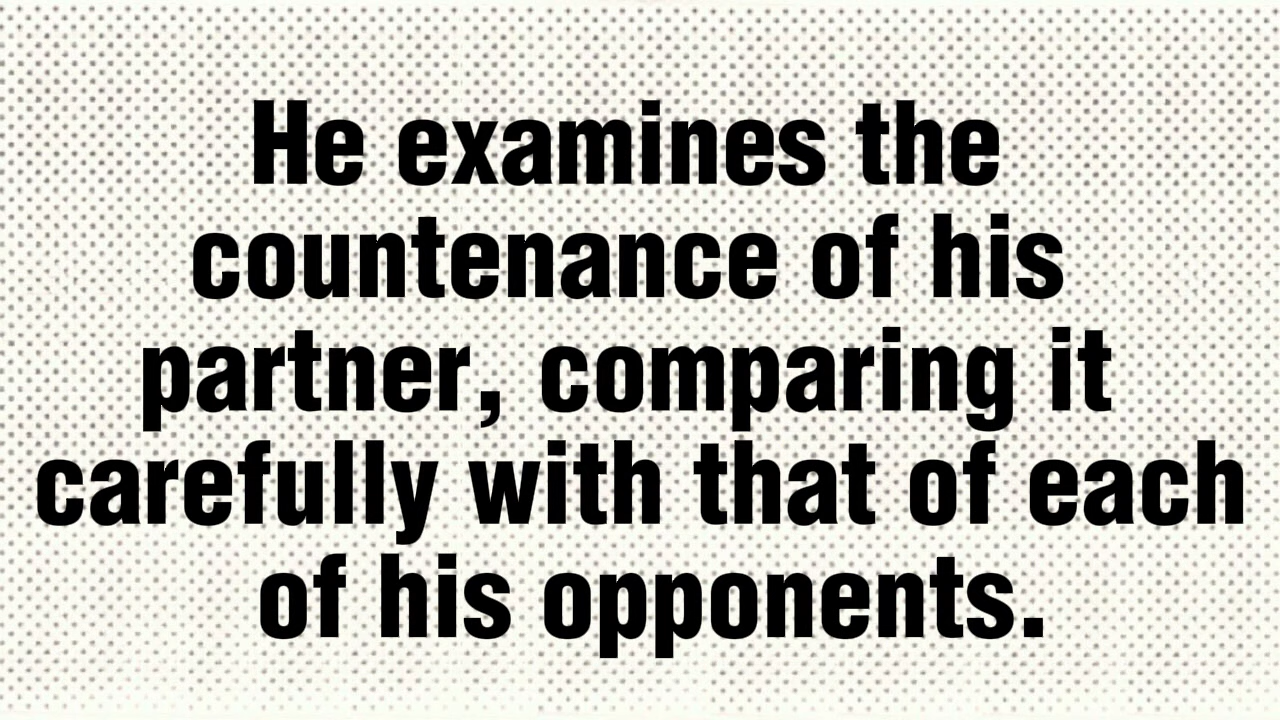 He examines the
countenance of his
partner, comparing it
carefully with that of each
of his opponents.